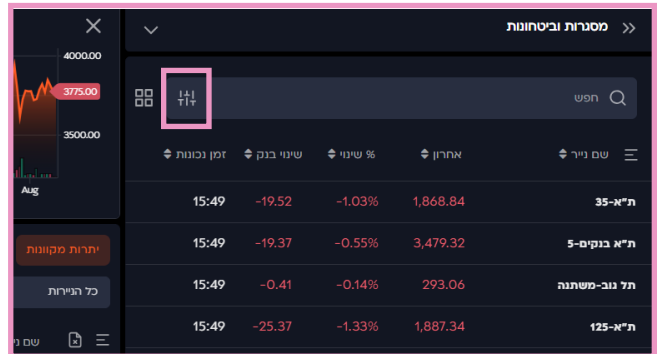 מסגרות וביטחונות
חפש
שם נייר אחרון % שינוי שינוי בנק זמן נכונות
ת"א-35 1,868.84 -1.03% -19.52 15:49
ת"א בנקים-5 3,479.32 -0.55% -19.37 15:49
תל גוב-משתנה 293.06 -0.14% -0.41 15:49
ת"א-125 1,887.34 -1.33% -25.37 15:49
4000.00
3775.00
3500.00
Aug
יתרות מקוונות
כל הניירות